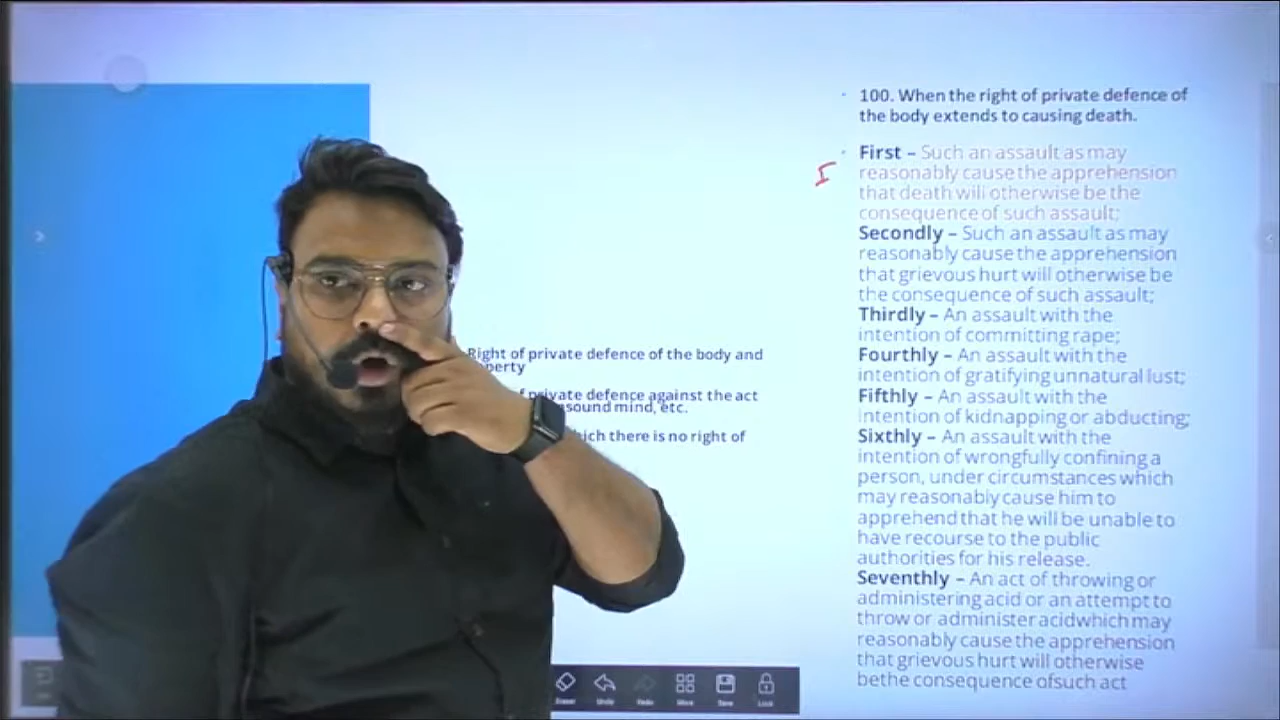 100. When the right of private defence of
the body extends to causing death.
First – Such an assault as may
reasonably cause the apprehension
that death will otherwise be the
consequence of such assault;
Secondly – Such an assault as may
reasonably cause the apprehension
that grievous hurt will otherwise be
the consequence of such assault;
Thirdly – An assault with the
intention of committing rape;
Fourthly – An assault with the
intention of gratifying unnatural lust;
Fifthly – An assault with the
intention of kidnapping or abducting;
Sixthly – An assault with the
intention of wrongfully confining a
person, under circumstances which
may reasonably cause him to
apprehend that he will be unable to
have recourse to the public
authorities for his release.
Seventhly – An act of throwing or
administering acid or an attempt to
throw or administer acidwhich may
reasonably cause the apprehension
that grievous hurt will otherwise
bethe consequence ofsuch act
Right of private defence of the body and
private defence against the act
mind, etc.
there is no right of
Eraser Undo Redo More Save Lock